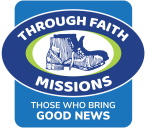 THROUGH FAITH
MISSIONS
THOSE WHO BRING
GOOD NEWS